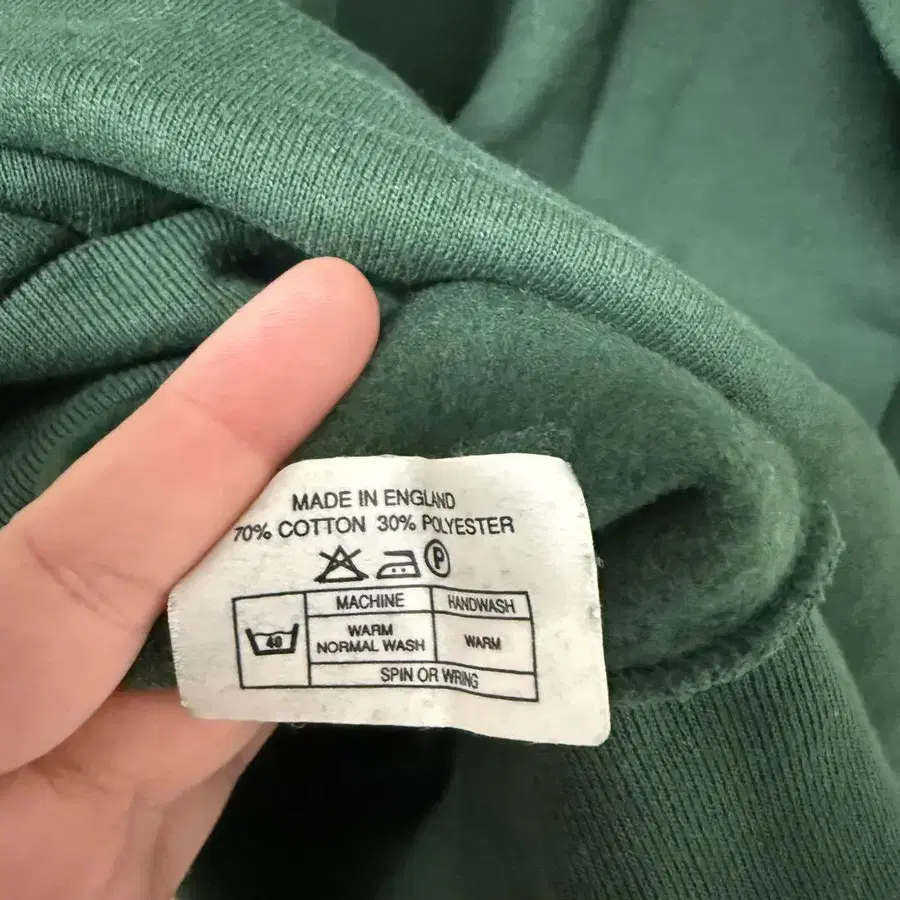 MADE IN ENGLAND
70% COTTON 30% POLYESTER
P
MACHINE HANDWASH
40 WARM NORMAL WASH WARM
SPIN OR WRING